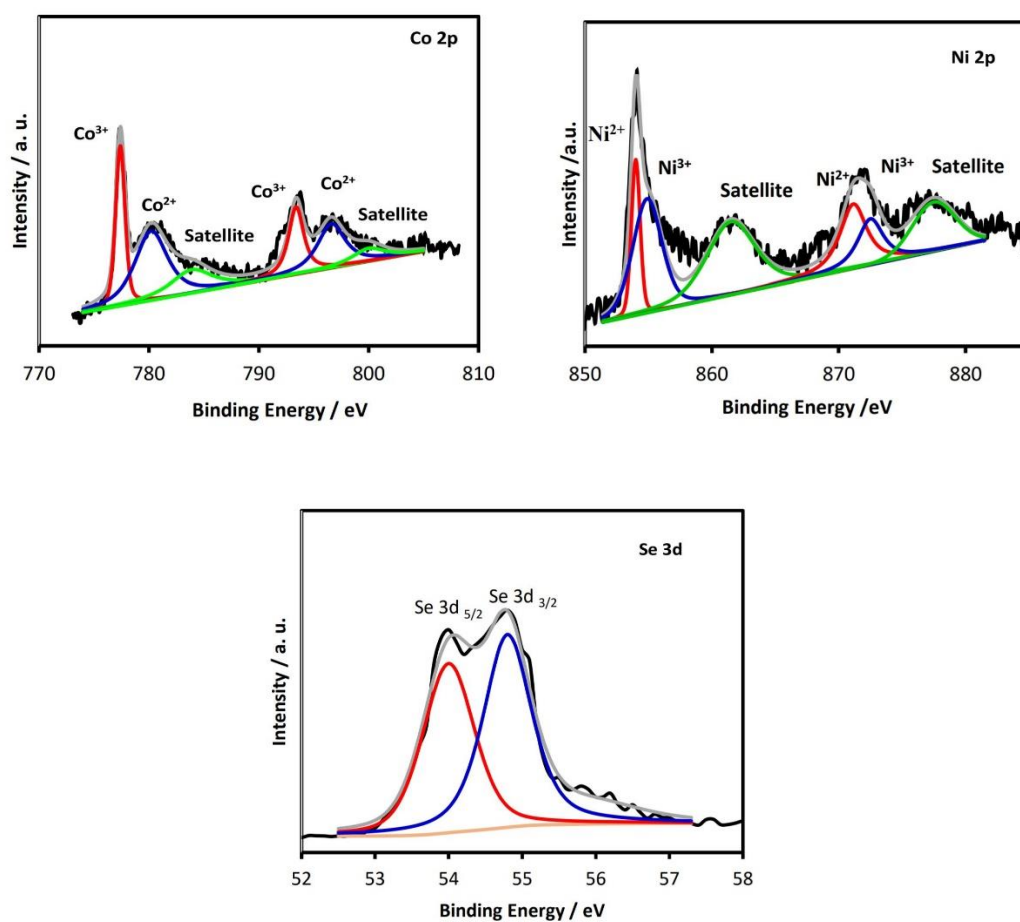 Co 2p
Co³⁺
Co²⁺
Satellite
Co³⁺
Co²⁺
Satellite
Intensity / a. u.
770 780 790 800 810
Binding Energy / eV
Ni 2p
Ni²⁺
Ni³⁺
Satellite
Ni²⁺
Ni³⁺
Satellite
Intensity /a.u.
850 860 870 880
Binding Energy /eV
Se 3d
Se 3d 5/2
Se 3d 3/2
Intensity / a. u.
52 53 54 55 56 57 58
Binding Energy / eV